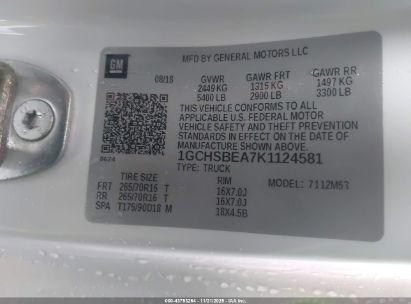 GM
MFD BY GENERAL MOTORS LLC
08/18 GVWR GAWR FRT GAWR RR
2449 KG 1315 KG 1497 KG
5400 LB 2900 LB 3300 LB
THIS VEHICLE CONFORMS TO ALL
APPLICABLE U.S. FEDERAL MOTOR
VEHICLE SAFETY AND BUMPER
STANDARDS IN EFFECT ON THE DATE OF
MANUFACTURE SHOWN ABOVE.
1GCHSBEA7K1124581
TYPE: TRUCK
TIRE SIZE RIM MODEL: 7112M53
FRT 265/70R16 T 16X7.0J
RR 265/70R16 T 16X7.0J
SPA T175/90D18 M 18X4.5B